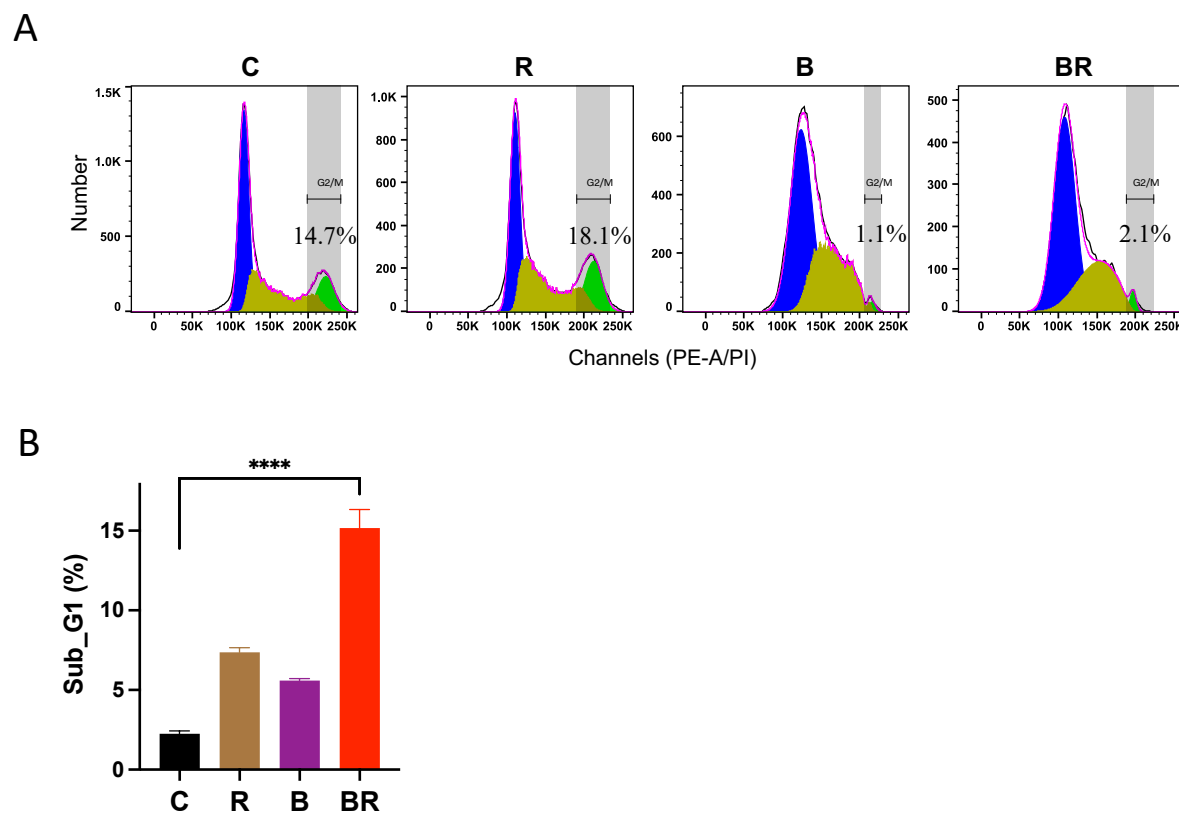 A
C R B BR
Number
1.5K
1.0K
500
0
G2/M
14.7%
0 50K 100K 150K 200K 250K
1.0K
800
600
400
200
0
G2/M
18.1%
0 50K 100K 150K 200K 250K
600
400
200
0
G2/M
1.1%
0 50K 100K 150K 200K 250K
500
400
300
200
100
0
G2/M
2.1%
0 50K 100K 150K 200K 250K
Channels (PE-A/PI)
B
****
Sub_G1 (%)
15
10
5
0
C R B BR